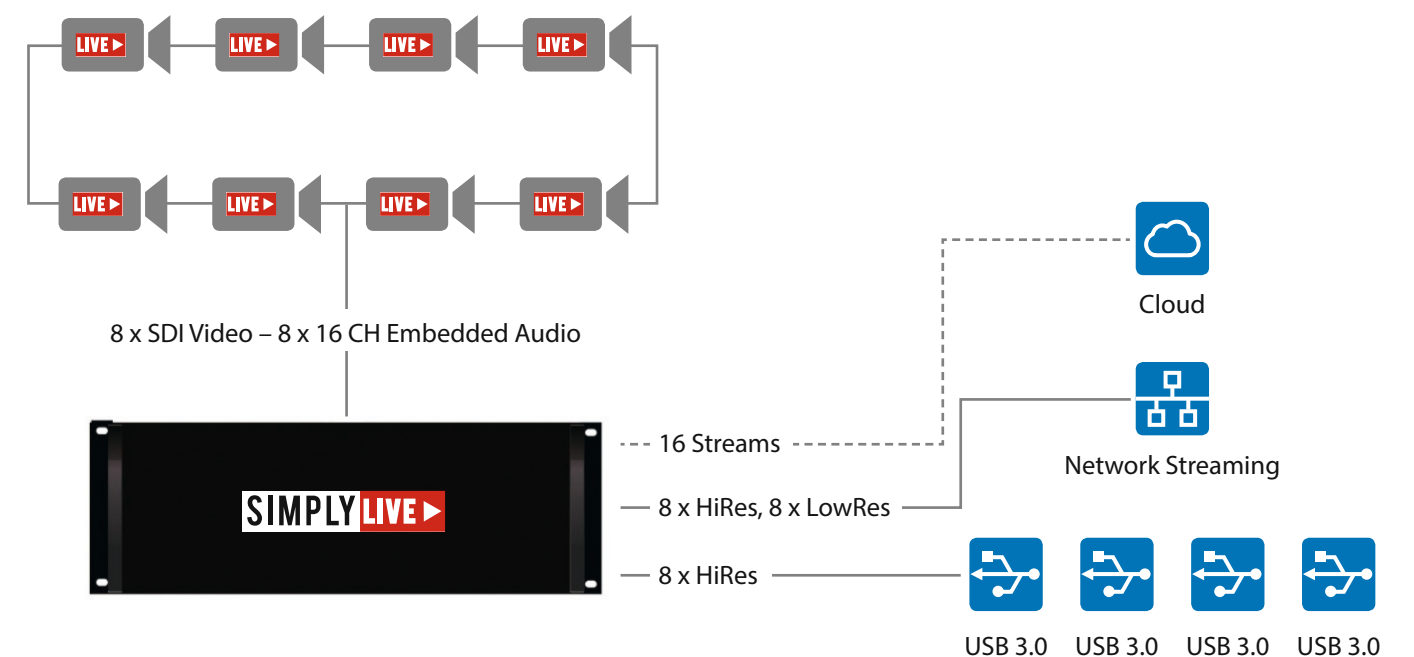 LIVE LIVE LIVE LIVE
LIVE LIVE LIVE LIVE
8 x SDI Video – 8 x 16 CH Embedded Audio
Cloud
Network Streaming
16 Streams
SIMPLY LIVE
8 x HiRes, 8 x LowRes
8 x HiRes
USB 3.0 USB 3.0 USB 3.0 USB 3.0